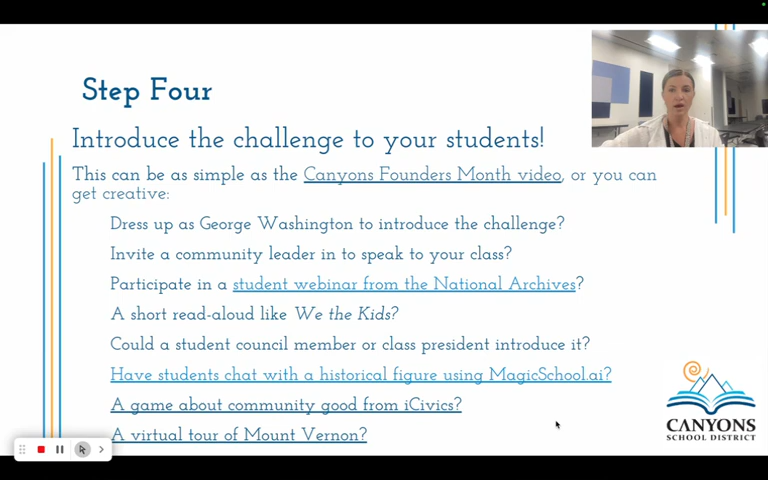 Step Four
Introduce the challenge to your students!
This can be as simple as the Canyons Founders Month video, or you can
get creative:
Dress up as George Washington to introduce the challenge?
Invite a community leader in to speak to your class?
Participate in a student webinar from the National Archives?
A short read-aloud like We the Kids?
Could a student council member or class president introduce it?
Have students chat with a historical figure using MagicSchool.ai?
A game about community good from iCivics?
A virtual tour of Mount Vernon?
CANYONS
SCHOOL DISTRICT